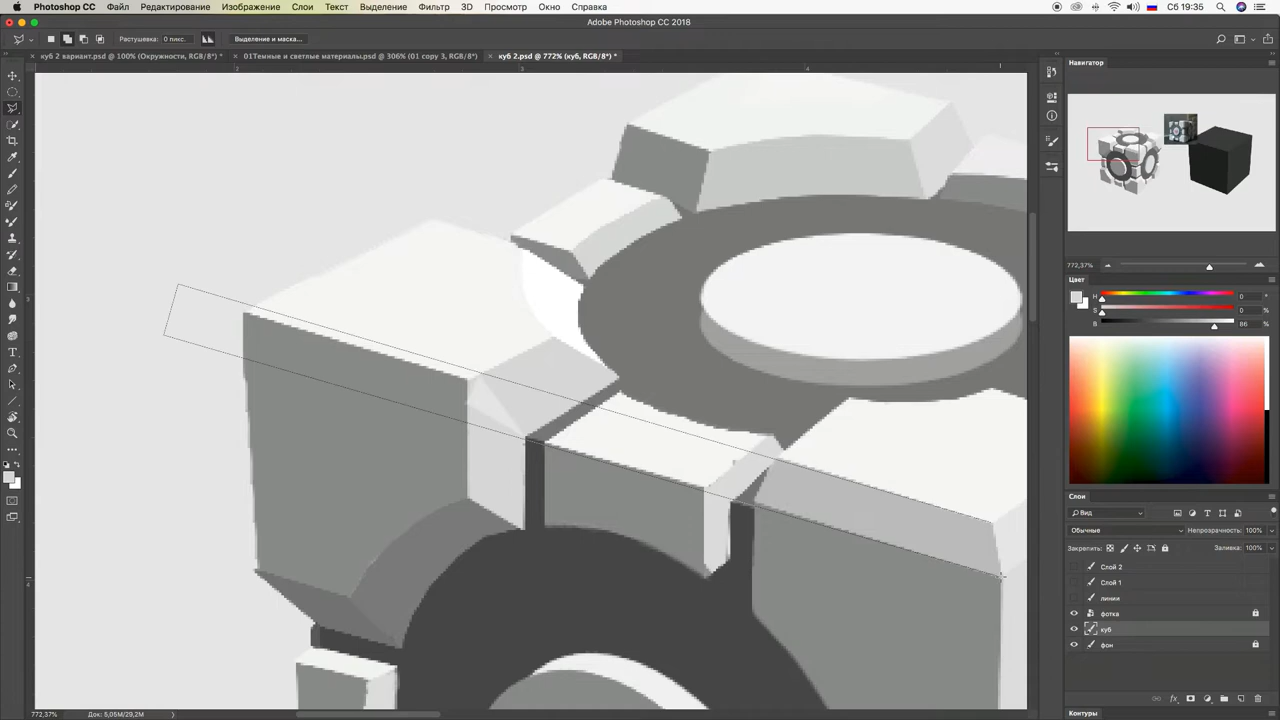 Photoshop CC Файл Редактирование Изображение Слои Текст Выделение Фильтр 3D Просмотр Окно Справка Сб 19:35
Adobe Photoshop CC 2018
Растушевка: 0 пикс. Выделение и маска...
куб 2 вариант.psd @ 100% (Окружности, RGB/8*) * 01Темные и светлые материалы.psd @ 306% (01 copy 3, RGB/8*) куб 2.psd @ 772% (куб, RGB/8*) *
2 3 4
Навигатор
772,37%
Цвет
H 0 °
S 0 %
B 86 %
Слои
Вид
Обычные Непрозрачность: 100%
Закрепить: Заливка: 100%
Слой 2
Слой 1
линии
фотка
куб
фон
772,37% Док: 5,05M/29,2M
Контуры